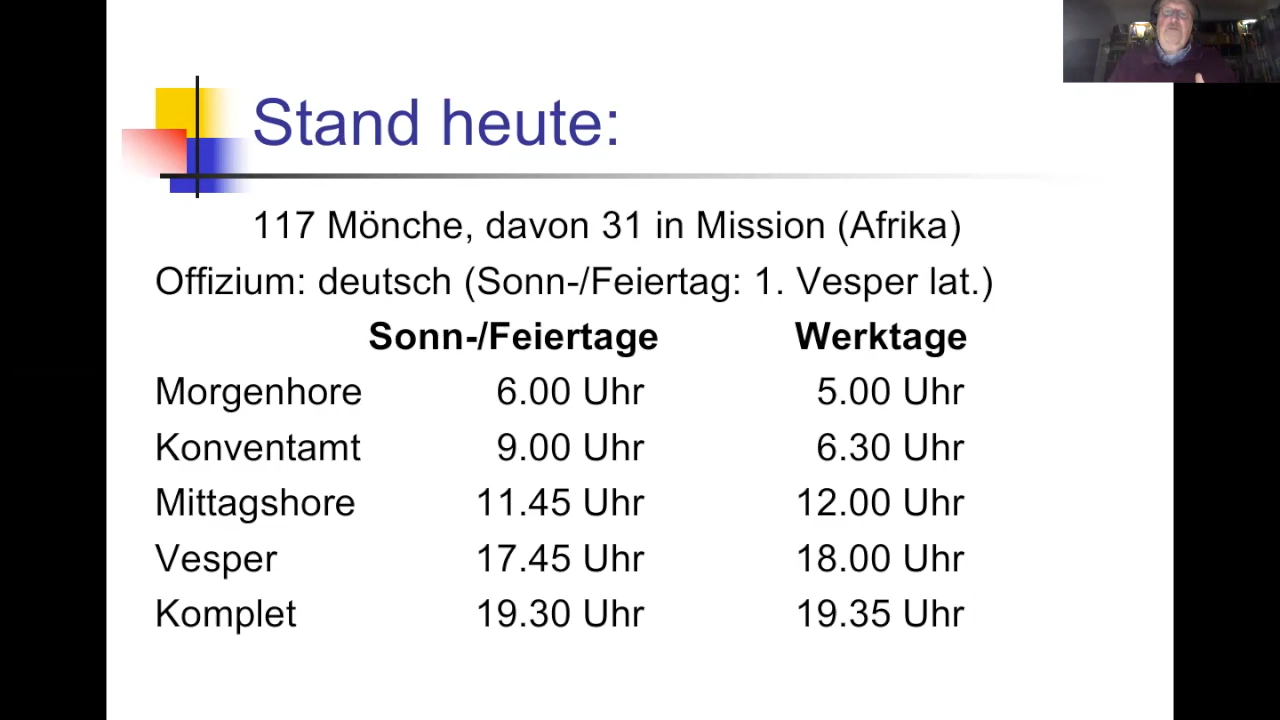 Stand heute:
117 Mönche, davon 31 in Mission (Afrika)
Offizium: deutsch (Sonn-/Feiertag: 1. Vesper lat.)
Sonn-/Feiertage Werktage
Morgenhore 6.00 Uhr 5.00 Uhr
Konventamt 9.00 Uhr 6.30 Uhr
Mittagshore 11.45 Uhr 12.00 Uhr
Vesper 17.45 Uhr 18.00 Uhr
Komplet 19.30 Uhr 19.35 Uhr